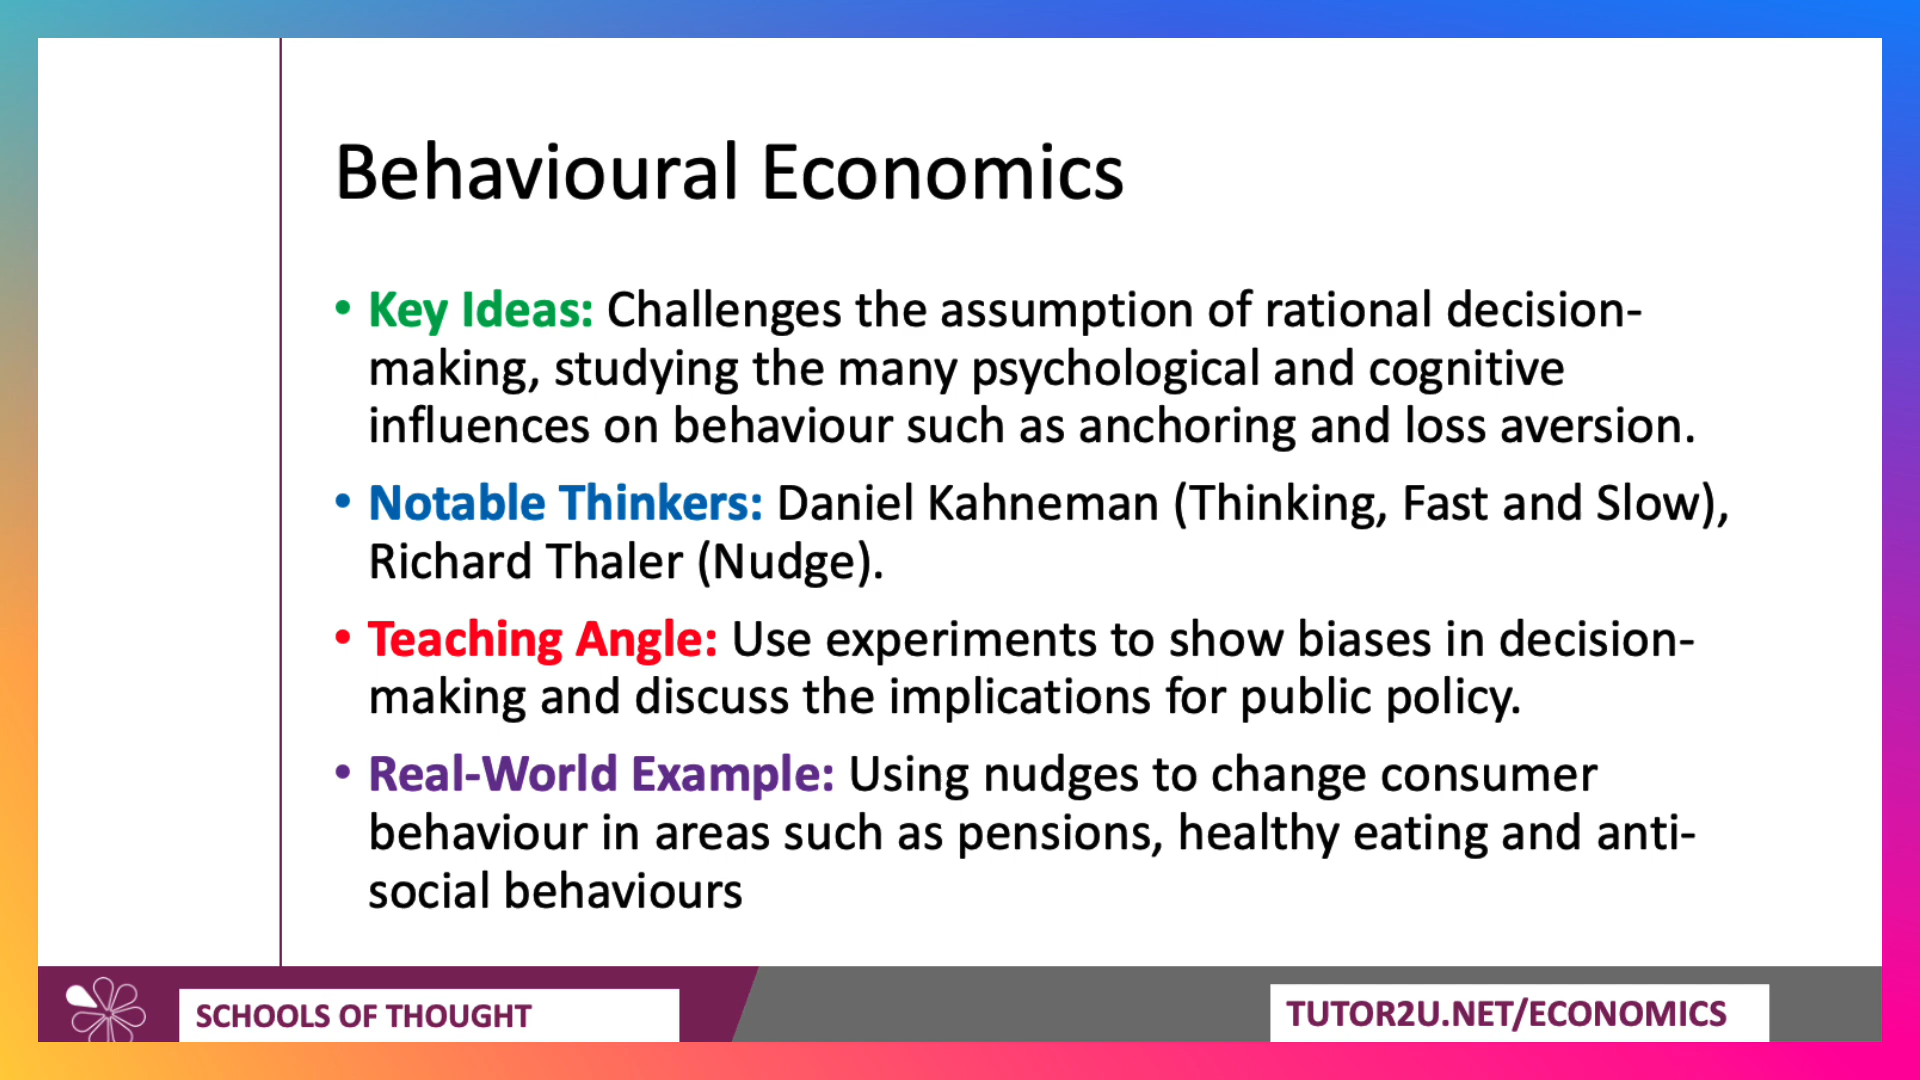 Behavioural Economics
• Key Ideas: Challenges the assumption of rational decision-
making, studying the many psychological and cognitive
influences on behaviour such as anchoring and loss aversion.
• Notable Thinkers: Daniel Kahneman (Thinking, Fast and Slow),
Richard Thaler (Nudge).
• Teaching Angle: Use experiments to show biases in decision-
making and discuss the implications for public policy.
• Real-World Example: Using nudges to change consumer
behaviour in areas such as pensions, healthy eating and anti-
social behaviours
SCHOOLS OF THOUGHT
TUTOR2U.NET/ECONOMICS